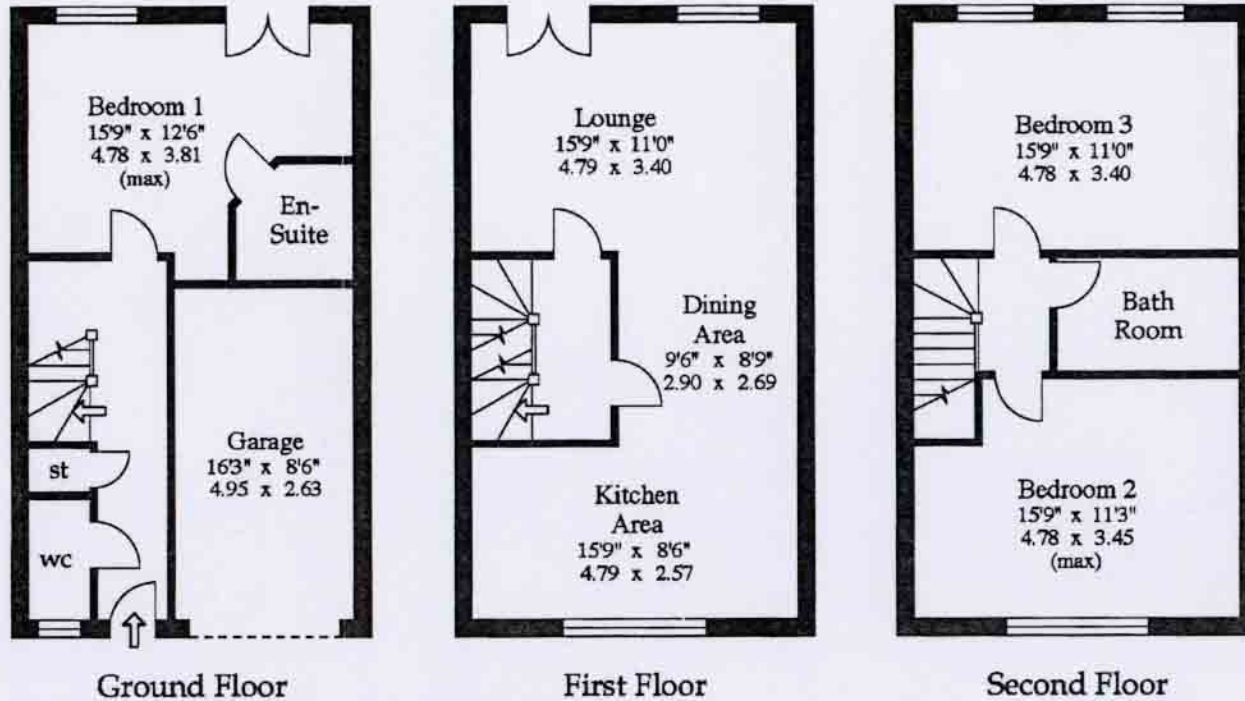 Bedroom 1
15'9" x 12'6"
4.78 x 3.81
(max)
En-
Suite
Garage
16'3" x 8'6"
4.95 x 2.63
st
wc
Ground Floor
Lounge
15'9" x 11'0"
4.79 x 3.40
Dining
Area
9'6" x 8'9"
2.90 x 2.69
Kitchen
Area
15'9" x 8'6"
4.79 x 2.57
First Floor
Bedroom 3
15'9" x 11'0"
4.78 x 3.40
Bath
Room
Bedroom 2
15'9" x 11'3"
4.78 x 3.45
(max)
Second Floor